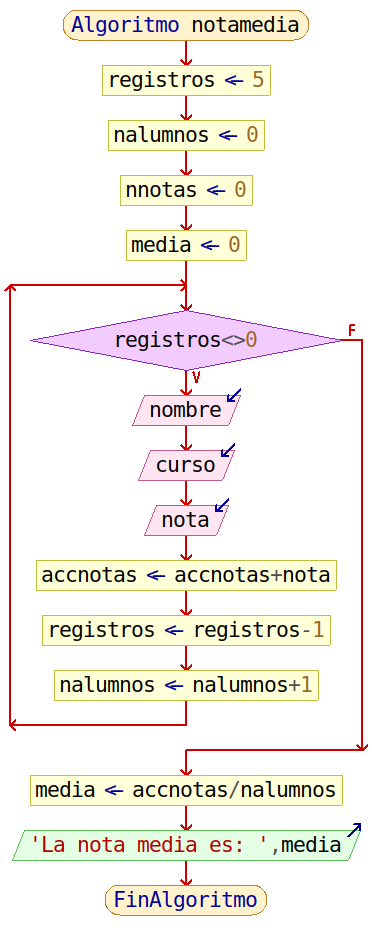 Algoritmo notamedia
registros ← 5
nalumnos ← 0
nnotas ← 0
media ← 0
registros<>0
F
V
nombre
curso
nota
accnotas ← accnotas+nota
registros ← registros-1
nalumnos ← nalumnos+1
media ← accnotas/nalumnos
'La nota media es: ',media
FinAlgoritmo